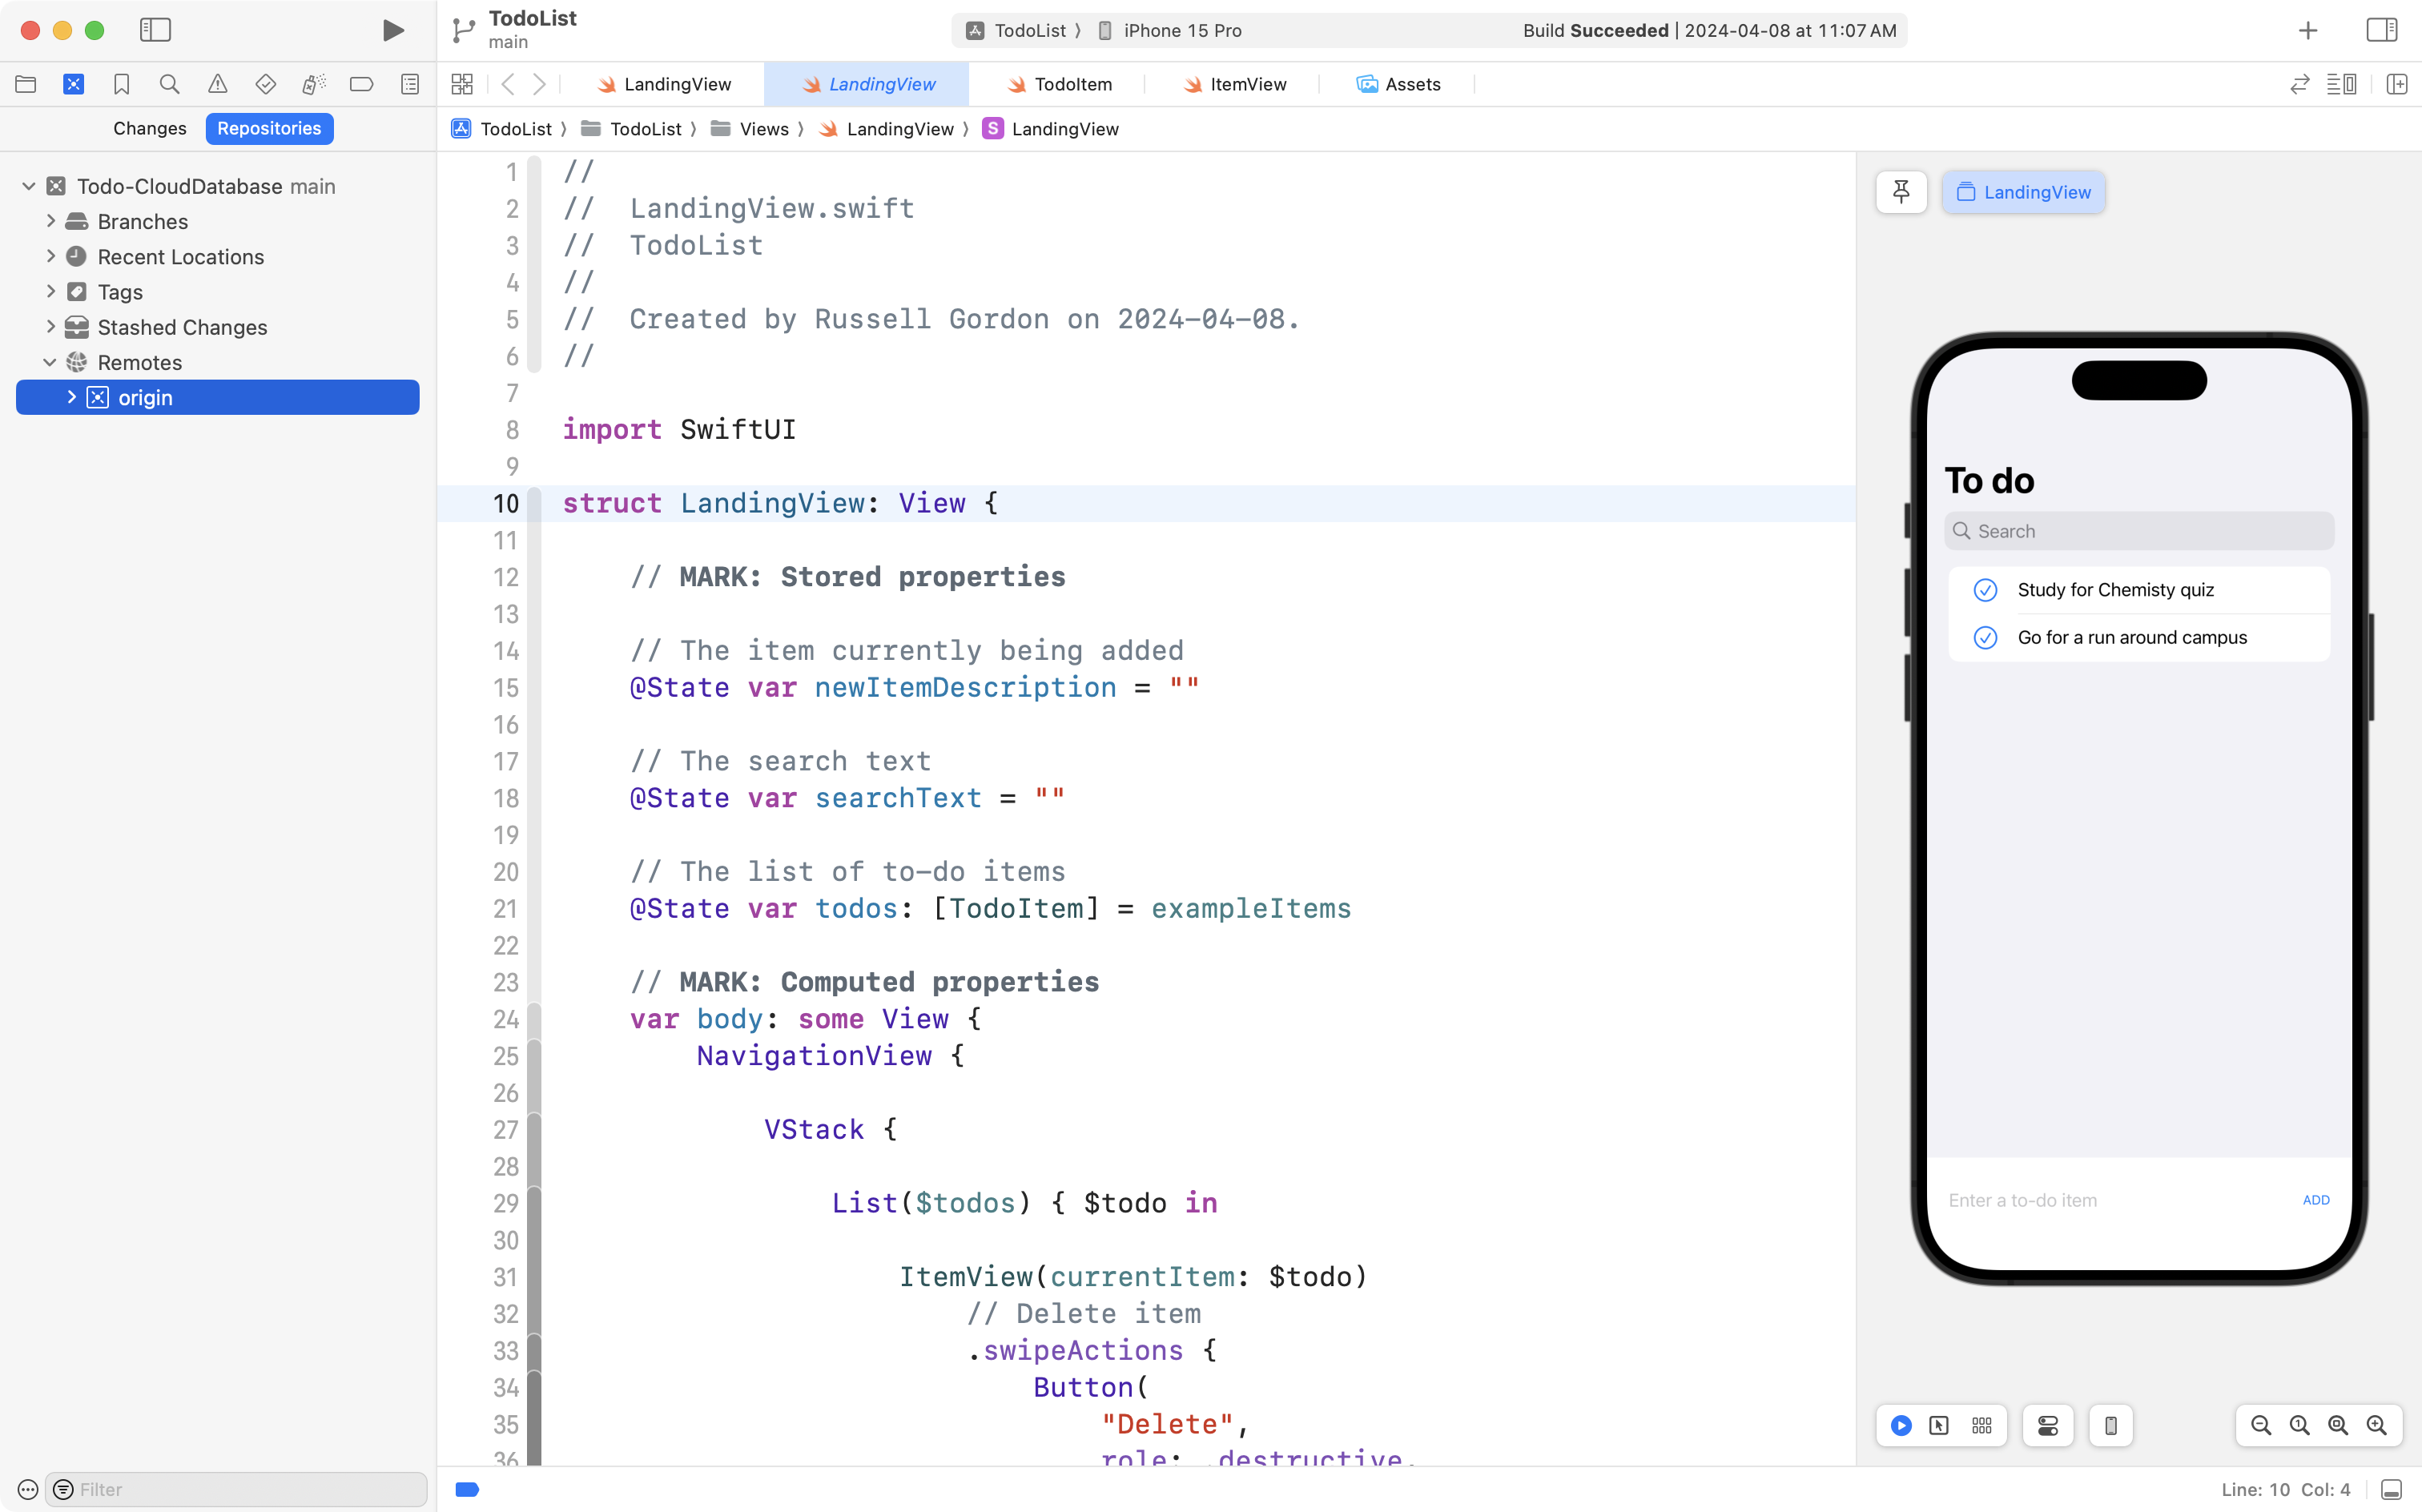 TodoList
main
TodoList 〉 iPhone 15 Pro
Build Succeeded | 2024-04-08 at 11:07 AM
LandingView
LandingView
TodoItem
ItemView
Assets
Changes
Repositories
TodoList 〉 TodoList 〉 Views 〉 LandingView 〉 S LandingView
Todo-CloudDatabase main
Branches
Recent Locations
Tags
Stashed Changes
Remotes
origin
1 //
2 //  LandingView.swift
3 //  TodoList
4 //
5 //  Created by Russell Gordon on 2024-04-08.
6 //
7
8 import SwiftUI
9
10 struct LandingView: View {
11
12     // MARK: Stored properties
13
14     // The item currently being added
15     @State var newItemDescription = ""
16
17     // The search text
18     @State var searchText = ""
19
20     // The list of to-do items
21     @State var todos: [TodoItem] = exampleItems
22
23     // MARK: Computed properties
24     var body: some View {
25         NavigationView {
26
27             VStack {
28
29                 List($todos) { $todo in
30
31                     ItemView(currentItem: $todo)
32                         // Delete item
33                         .swipeActions {
34                             Button(
35                                 "Delete",
36                                 role: .destructive,
LandingView
To do
Search
Study for Chemisty quiz
Go for a run around campus
Enter a to-do item
ADD
Filter
Line: 10 Col: 4